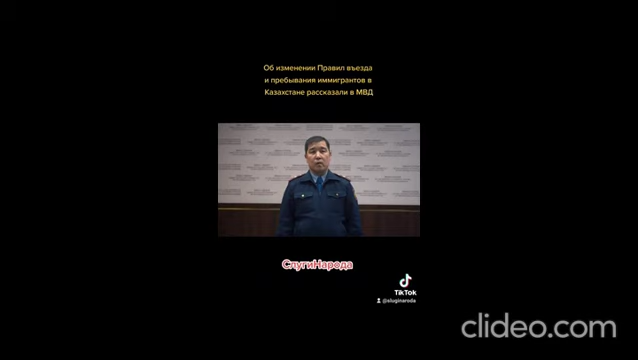 Об изменении Правил въезда
и пребывания иммигрантов в
Казахстане рассказали в МВД
СлугиНарода
TikTok
@sluginaroda
clideo.com